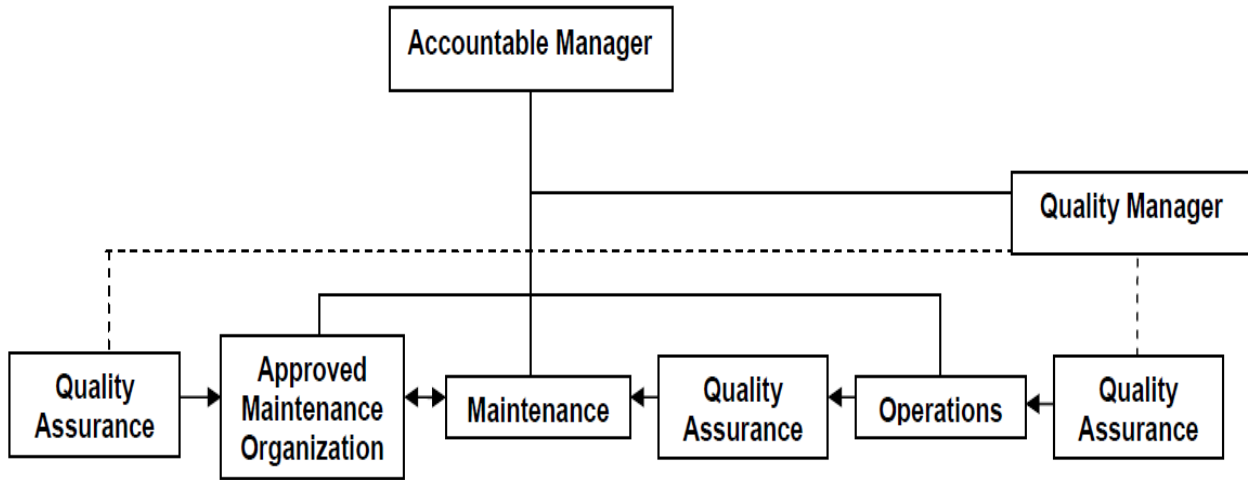 Accountable Manager
Quality Manager
Quality
Assurance
Approved
Maintenance
Organization
Maintenance
Quality
Assurance
Operations
Quality
Assurance